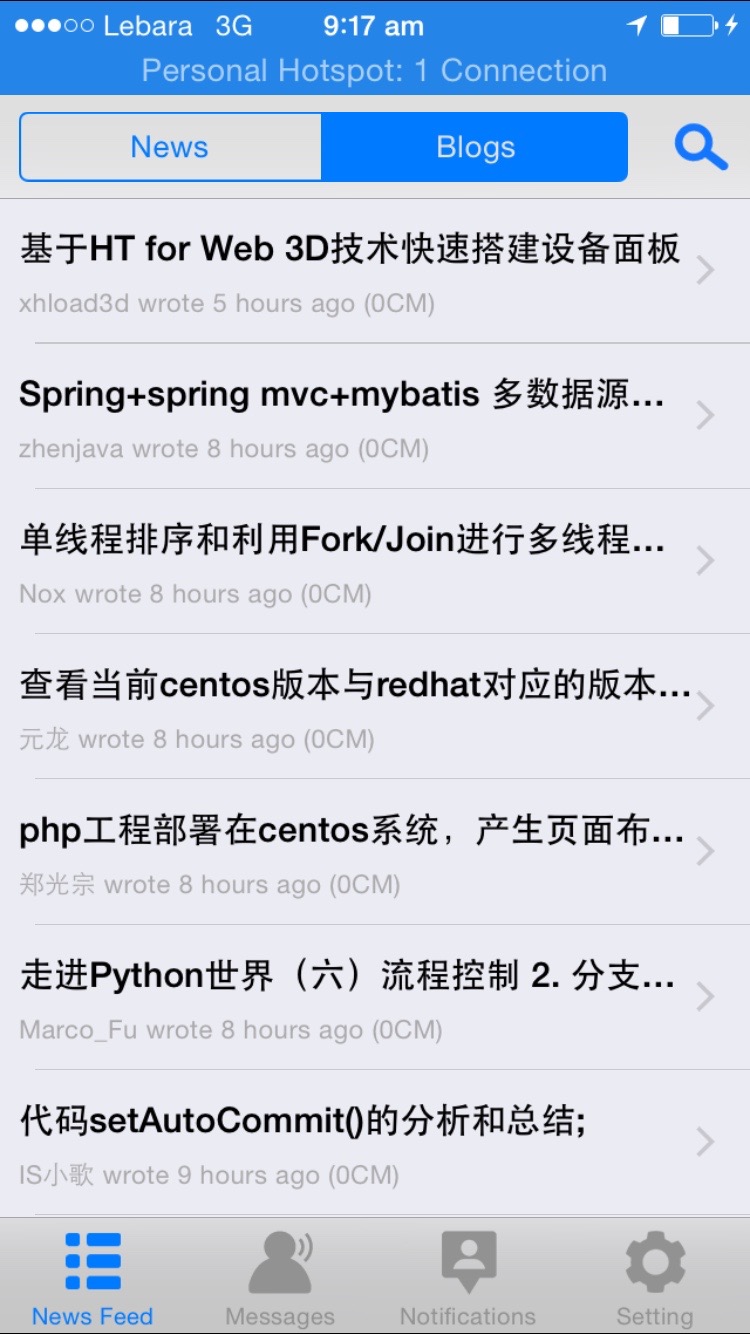 Lebara 3G 9:17 am
Personal Hotspot: 1 Connection
News Blogs
基于HT for Web 3D技术快速搭建设备面板
xhload3d wrote 5 hours ago (0CM)
Spring+spring mvc+mybatis 多数据源...
zhenjava wrote 8 hours ago (0CM)
单线程排序和利用Fork/Join进行多线程...
Nox wrote 8 hours ago (0CM)
查看当前centos版本与redhat对应的版本...
元龙 wrote 8 hours ago (0CM)
php工程部署在centos系统，产生页面布...
郑光宗 wrote 8 hours ago (0CM)
走进Python世界（六）流程控制 2. 分支...
Marco_Fu wrote 8 hours ago (0CM)
代码setAutoCommit()的分析和总结;
IS小歌 wrote 9 hours ago (0CM)
News Feed Messages Notifications Setting